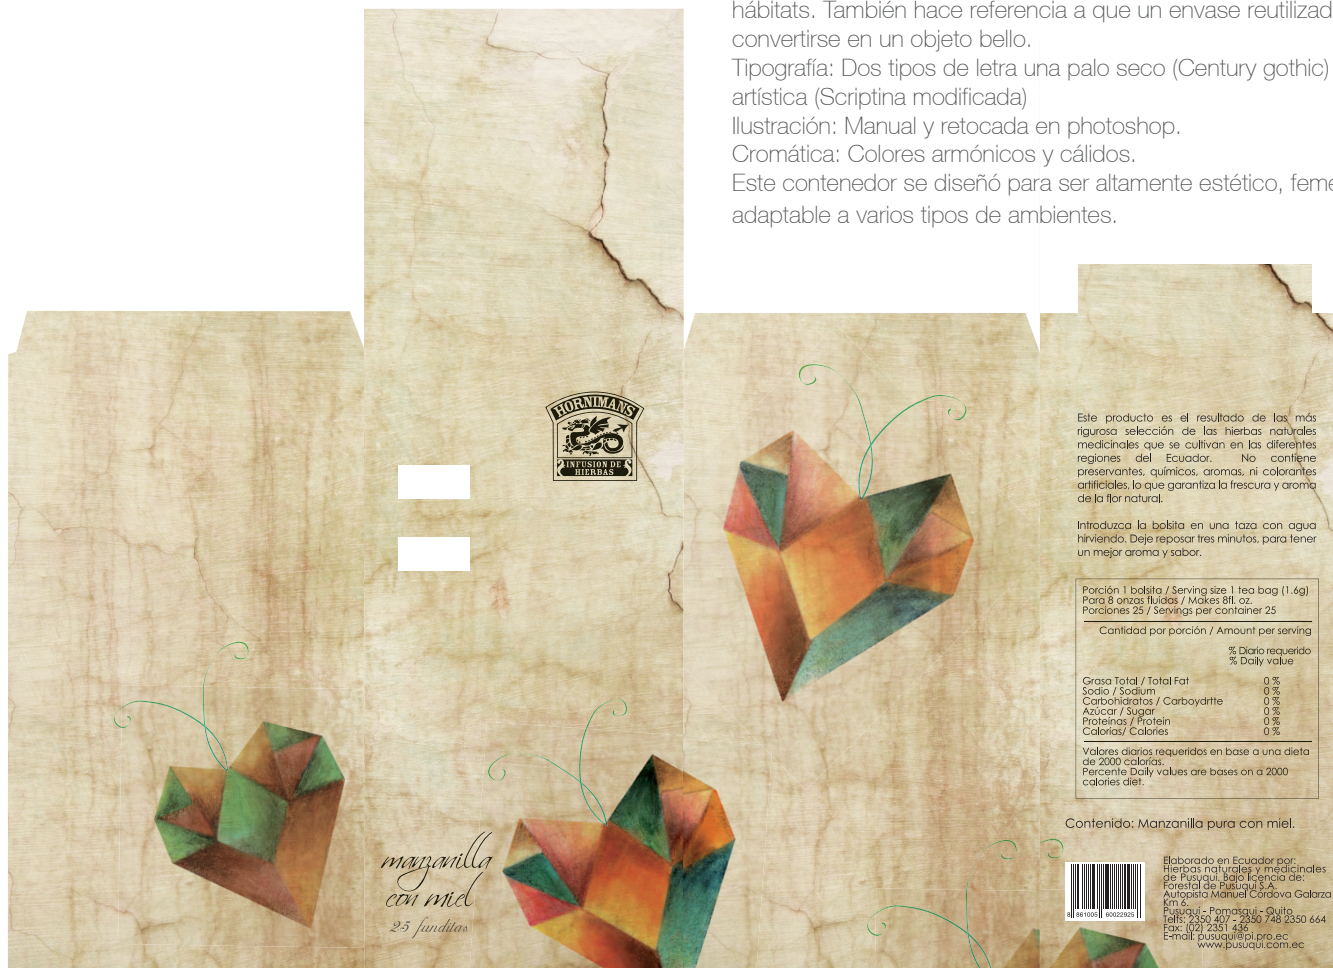 hábitats. También hace referencia a que un envase reutilizad
convertirse en un objeto bello.
Tipografía: Dos tipos de letra una palo seco (Century gothic)
artística (Scriptina modificada)
Ilustración: Manual y retocada en photoshop.
Cromática: Colores armónicos y cálidos.
Este contenedor se diseñó para ser altamente estético, feme
adaptable a varios tipos de ambientes.
HORNIMANS
INFUSION DE
HIERBAS
manzanilla
con miel
25 funditas
Este producto es el resultado de las más
rigurosa selección de las hierbas naturales
medicinales que se cultivan en las diferentes
regiones del Ecuador. No contiene
preservantes, químicos, aromas, ni colorantes
artificiales, lo que garantiza la frescura y aroma
de la flor natural.
Introduzca la bolsita en una taza con agua
hirviendo. Deje reposar tres minutos, para tener
un mejor aroma y sabor.
Porción 1 bolsita / Serving size 1 tea bag (1.6g)
Para 8 onzas fluídas / Makes 8fl. oz.
Porciones 25 / Servings per container 25
Cantidad por porción / Amount per serving
% Diario requerido
% Daily value
Grasa Total / Total Fat 0 %
Sodio / Sodium 0 %
Carbohidratos / Carboydrtte 0 %
Azúcar / Sugar 0 %
Proteínas / Protein 0 %
Calorías/ Calories 0 %
Valores diarios requeridos en base a una dieta
de 2000 calorías.
Percente Daily values are bases on a 2000
calories diet.
Contenido: Manzanilla pura con miel.
8 861005 60022925
Elaborado en Ecuador por:
Hierbas naturales y medicinales
de Pusuqui. Bajo licencia de:
Forestal de Pusuqui S.A.
Autopista Manuel Córdova Galarza
Km 6.
Pusuquí - Pomasqui - Quito
Telfs: 2350 407 - 2350 748 2350 664
Fax: (02) 2351 436
E-mail: pusuqui@pi.pro.ec
www.pusuqui.com.ec